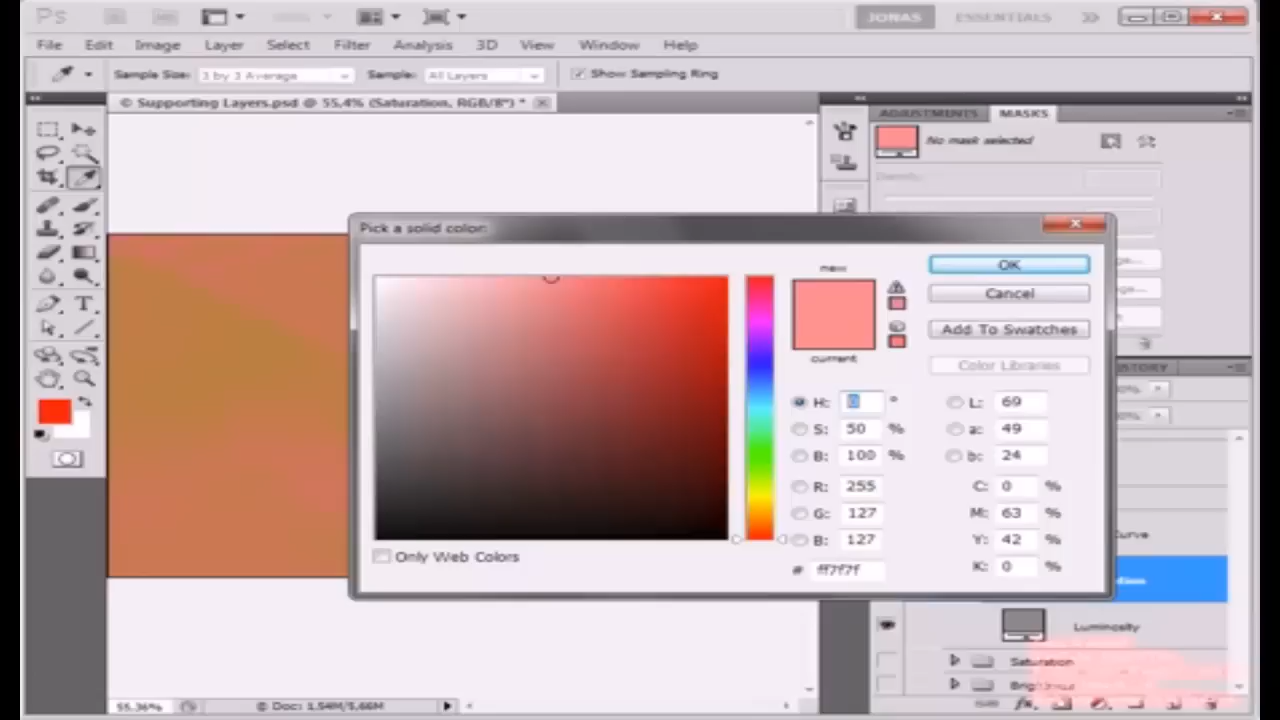 Ps JONAS ESSENTIALS
File Edit Image Layer Select Filter Analysis 3D View Window Help
Sample Size: 3 by 3 Average Sample: All Layers Show Sampling Ring
© Supporting Layers.psd @ 55,4% (Saturation, RGB/8*) *
ADJUSTMENTS MASKS
No mask selected
Density:
Pick a solid color:
new
OK
Cancel
Add To Swatches
current
Color Libraries
H: 0 °
S: 50 %
B: 100 %
R: 255
G: 127
B: 127
# ff7f7f
L: 69
a: 49
b: 24
C: 0 %
M: 63 %
Y: 42 %
K: 0 %
Only Web Colors
Luminosity
Saturation
55.36% Doc: 1,54M/5,66M